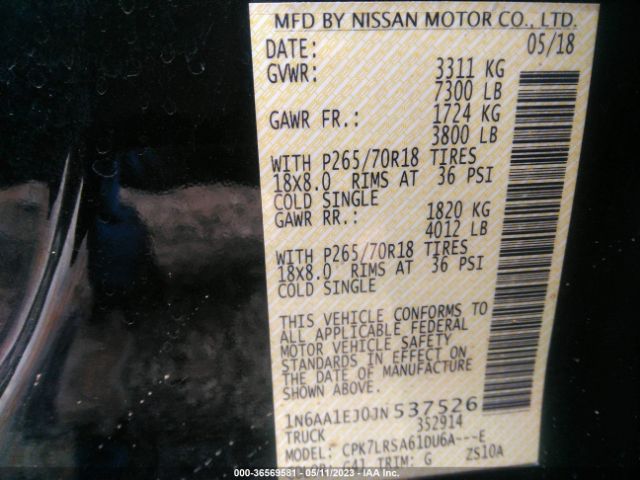 MFD BY NISSAN MOTOR CO., LTD.
DATE: 05/18
GVWR: 3311 KG
7300 LB
GAWR FR.: 1724 KG
3800 LB
WITH P265/70R18 TIRES
18X8.0 RIMS AT 36 PSI
COLD SINGLE
GAWR RR.: 1820 KG
4012 LB
WITH P265/70R18 TIRES
18X8.0 RIMS AT 36 PSI
COLD SINGLE
THIS VEHICLE CONFORMS TO
ALL APPLICABLE FEDERAL
MOTOR VEHICLE SAFETY
STANDARDS IN EFFECT ON
THE DATE OF MANUFACTURE
SHOWN ABOVE.
1N6AA1EJ0JN537526
TRUCK 352914
MODEL: CPK7LRSA61DU6A---E
G41 TRIM: G ZS10A
Copart 36569581 - 05/11/2023 - IAA Inc.